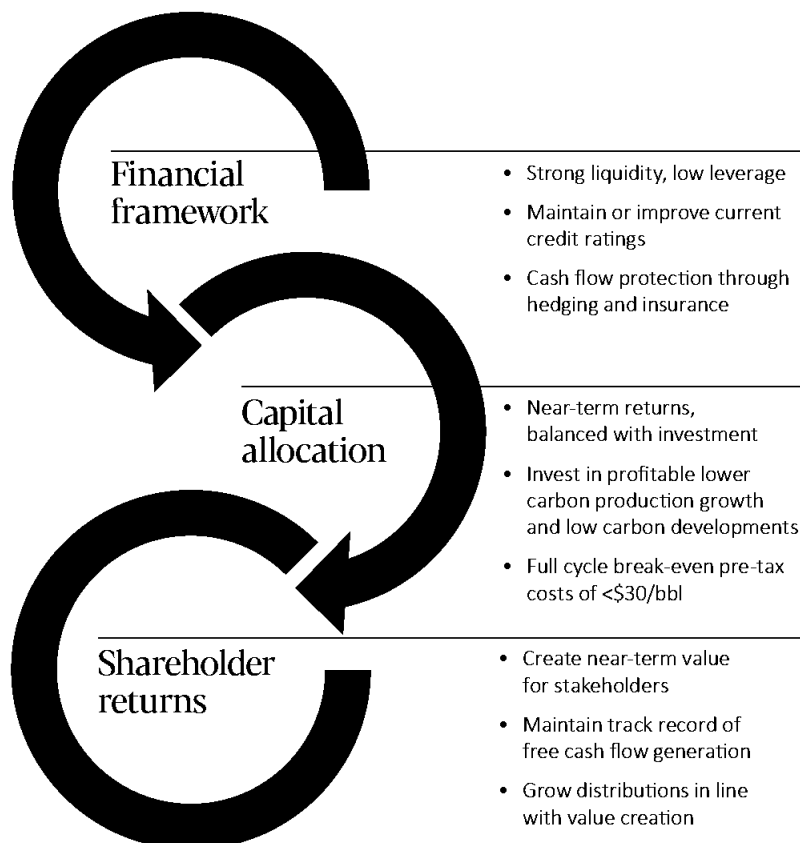 Financial
framework
• Strong liquidity, low leverage
• Maintain or improve current
credit ratings
• Cash flow protection through
hedging and insurance
Capital
allocation
• Near-term returns,
balanced with investment
• Invest in profitable lower
carbon production growth
and low carbon developments
• Full cycle break-even pre-tax
costs of <$30/bbl
Shareholder
returns
• Create near-term value
for stakeholders
• Maintain track record of
free cash flow generation
• Grow distributions in line
with value creation